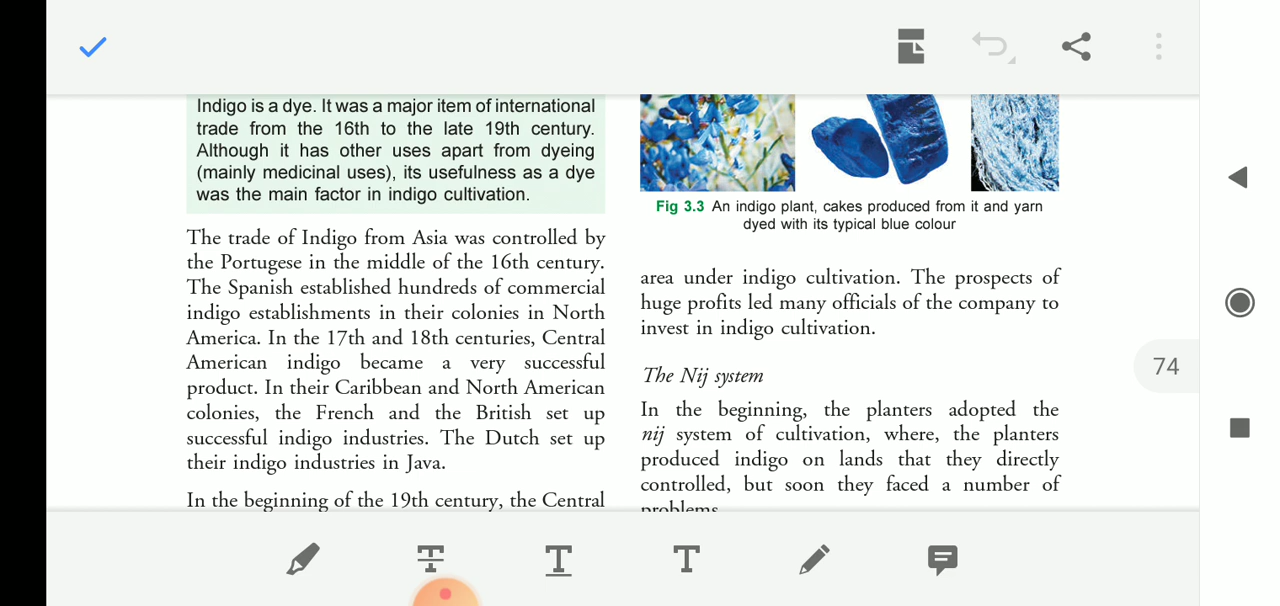 Indigo is a dye. It was a major item of international
trade from the 16th to the late 19th century.
Although it has other uses apart from dyeing
(mainly medicinal uses), its usefulness as a dye
was the main factor in indigo cultivation.
The trade of Indigo from Asia was controlled by
the Portugese in the middle of the 16th century.
The Spanish established hundreds of commercial
indigo establishments in their colonies in North
America. In the 17th and 18th centuries, Central
American indigo became a very successful
product. In their Caribbean and North American
colonies, the French and the British set up
successful indigo industries. The Dutch set up
their indigo industries in Java.
In the beginning of the 19th century, the Central
Fig 3.3 An indigo plant, cakes produced from it and yarn
dyed with its typical blue colour
area under indigo cultivation. The prospects of
huge profits led many officials of the company to
invest in indigo cultivation.
The Nij system
In the beginning, the planters adopted the
nij system of cultivation, where, the planters
produced indigo on lands that they directly
controlled, but soon they faced a number of
problems
74
T
T
T